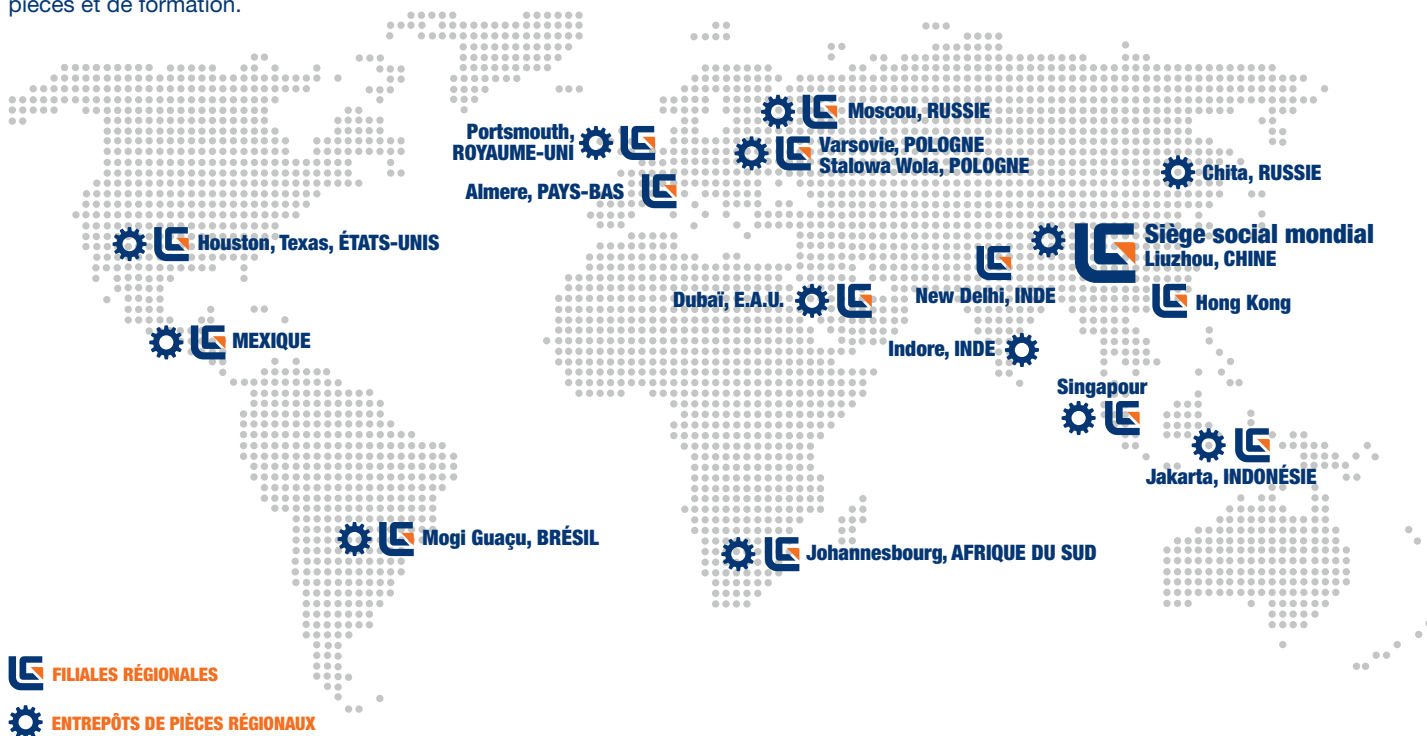 pièces et de formation.
Moscou, RUSSIE
Portsmouth,
ROYAUME-UNI
Varsovie, POLOGNE
Stalowa Wola, POLOGNE
Chita, RUSSIE
Almere, PAYS-BAS
Houston, Texas, ÉTATS-UNIS
Siège social mondial
Liuzhou, CHINE
New Delhi, INDE
Dubaï, E.A.U.
Hong Kong
MEXIQUE
Indore, INDE
Singapour
Jakarta, INDONÉSIE
Mogi Guaçu, BRÉSIL
Johannesbourg, AFRIQUE DU SUD
FILIALES RÉGIONALES
ENTREPÔTS DE PIÈCES RÉGIONAUX